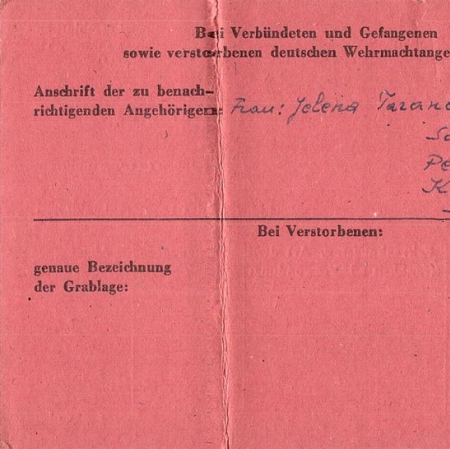 Bei Verbündeten und Gefangenen
sowie verstorbenen deutschen Wehrmachtange
Anschrift der zu benach-
richtigenden Angehörigen: Frau: Jelena
Bei Verstorbenen:
genaue Bezeichnung
der Grablage: